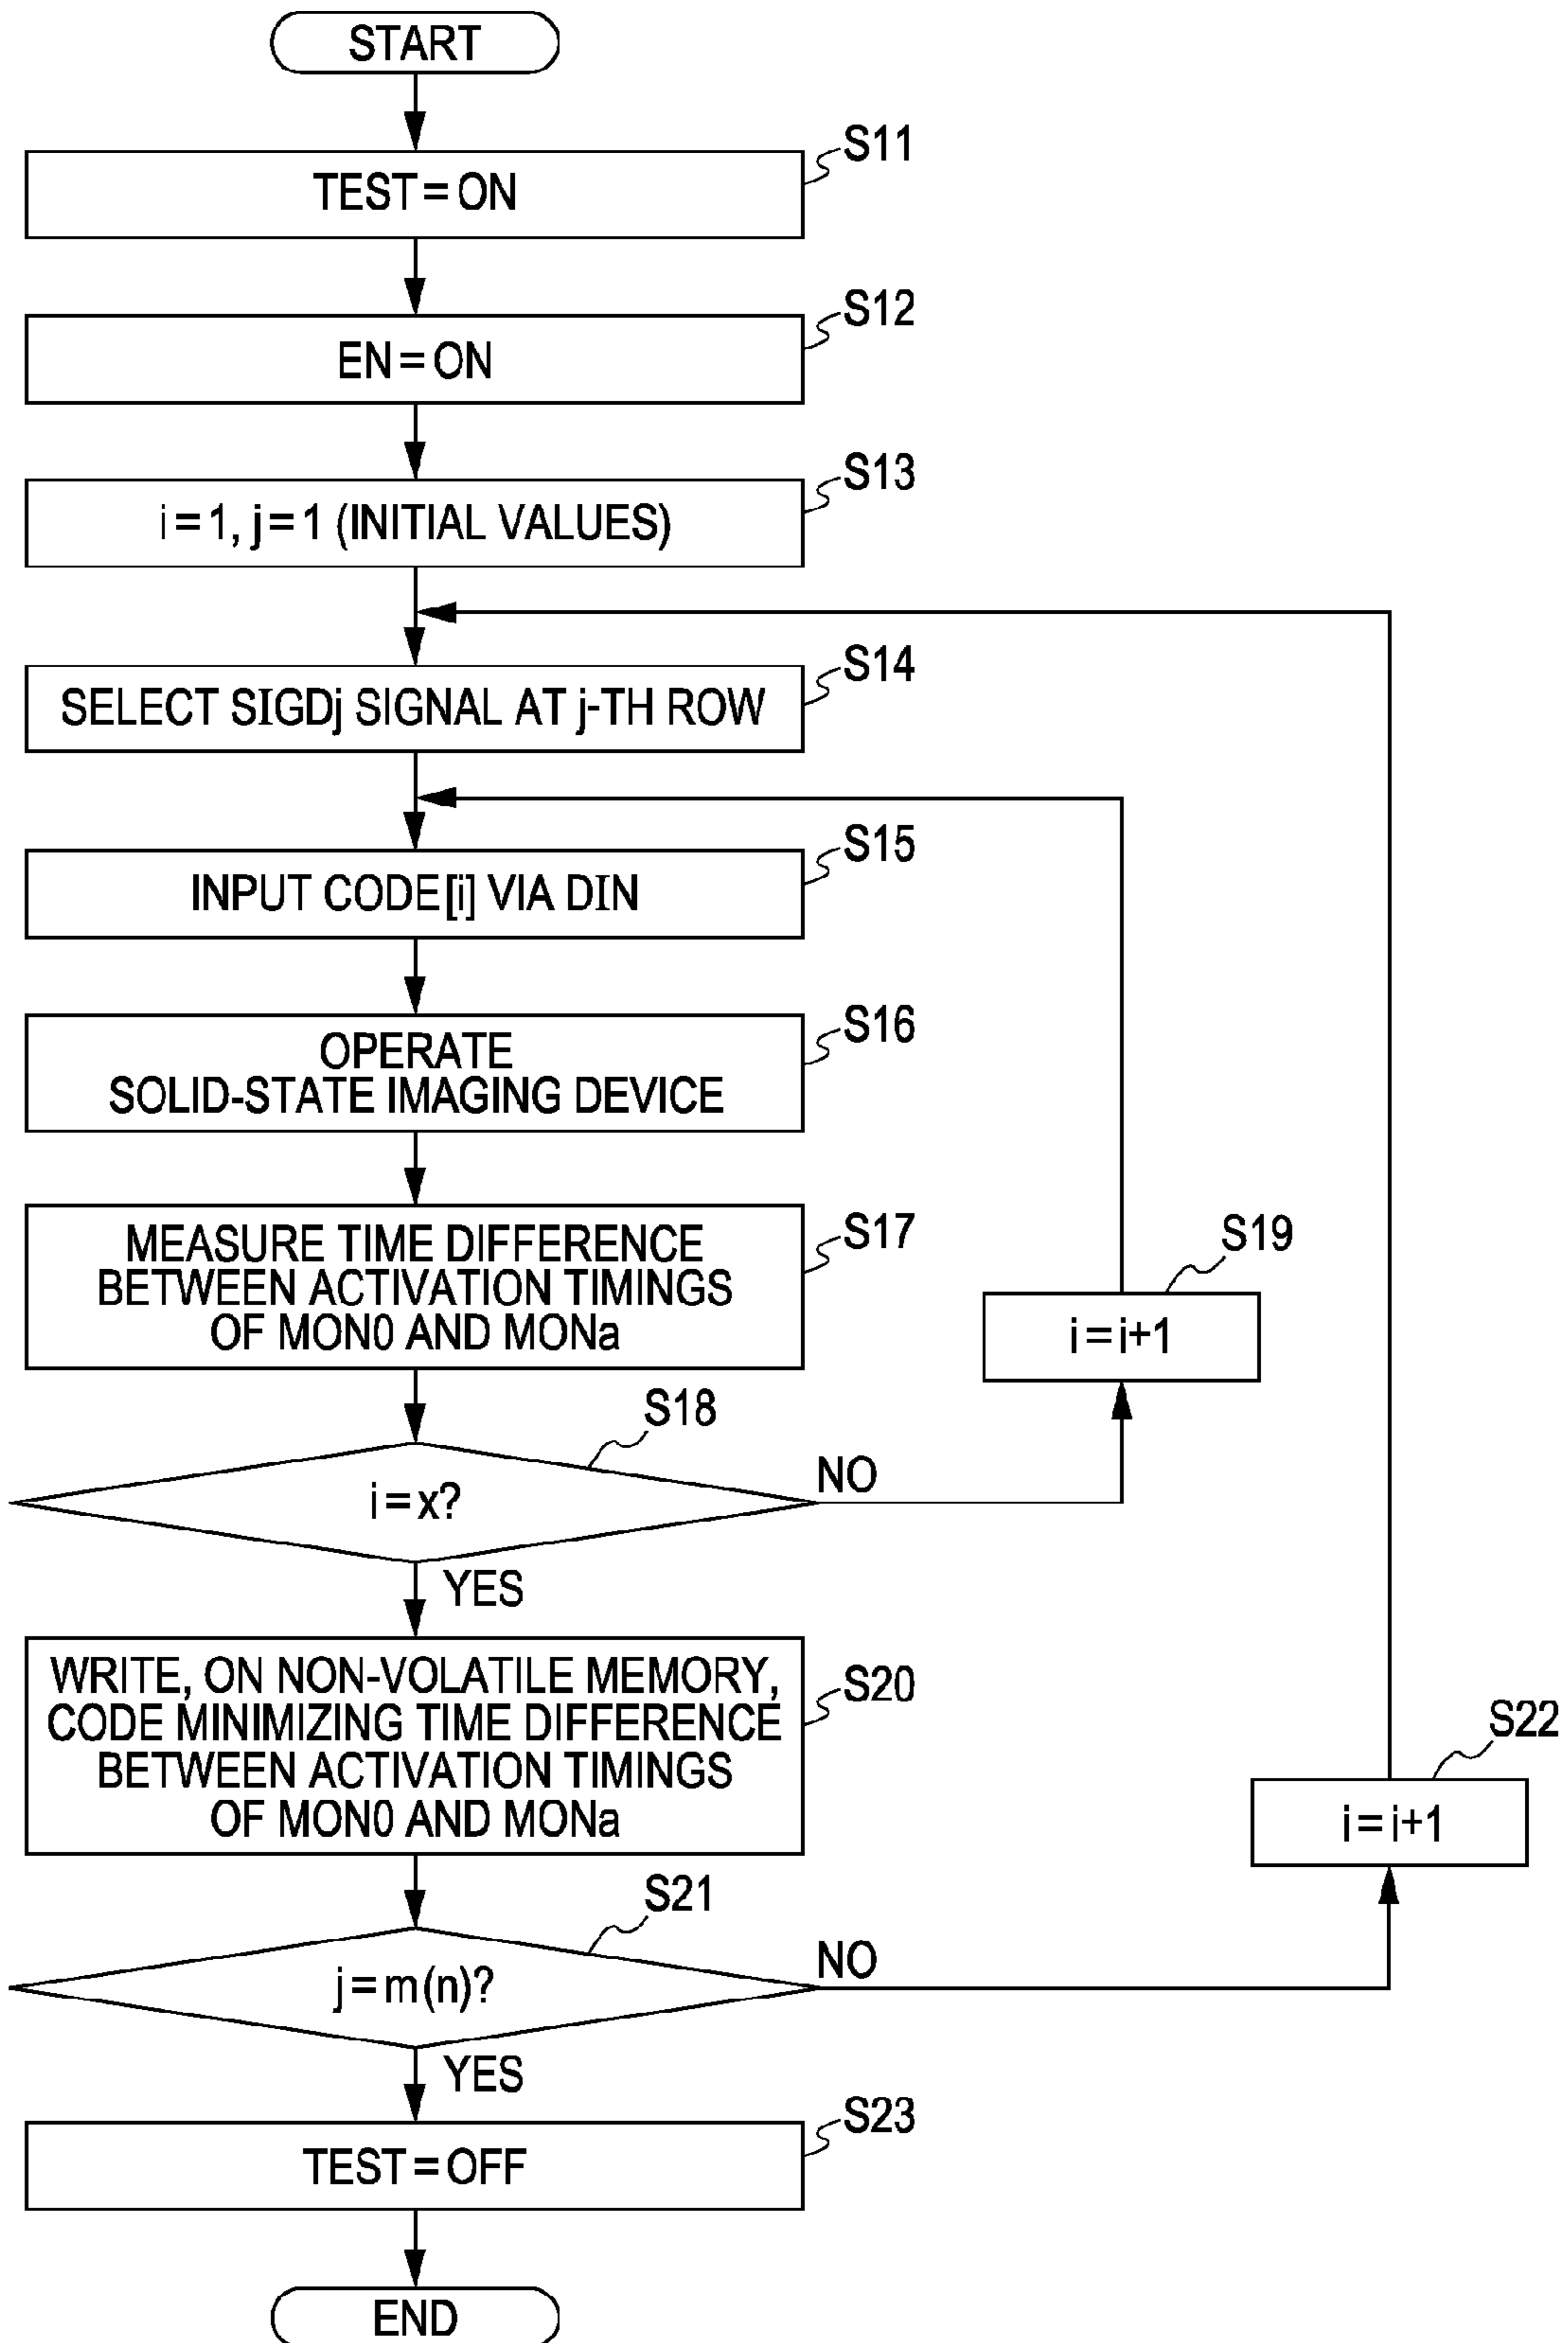 START
S11
TEST=ON
S12
EN=ON
S13
i=1, j=1 (INITIAL VALUES)
S14
SELECT SIGDj SIGNAL AT j-TH ROW
S15
INPUT CODE[i] VIA DIN
S16
OPERATE
SOLID-STATE IMAGING DEVICE
S17
MEASURE TIME DIFFERENCE
BETWEEN ACTIVATION TIMINGS
OF MON0 AND MONa
S19
i=i+1
S18
i=x?
NO
YES
S20
WRITE, ON NON-VOLATILE MEMORY,
CODE MINIMIZING TIME DIFFERENCE
BETWEEN ACTIVATION TIMINGS
OF MON0 AND MONa
S22
i=i+1
S21
j=m(n)?
NO
YES
S23
TEST=OFF
END